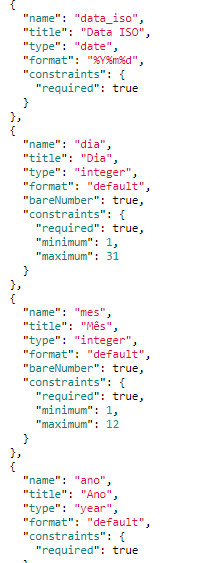 {
"name": "data_iso",
"title": "Data ISO",
"type": "date",
"format": "%Y%m%d",
"constraints": {
"required": true
}
},
{
"name": "dia",
"title": "Dia",
"type": "integer",
"format": "default",
"bareNumber": true,
"constraints": {
"required": true,
"minimum": 1,
"maximum": 31
}
},
{
"name": "mes",
"title": "Mês",
"type": "integer",
"format": "default",
"bareNumber": true,
"constraints": {
"required": true,
"minimum": 1,
"maximum": 12
}
},
{
"name": "ano",
"title": "Ano",
"type": "year",
"format": "default",
"constraints": {
"required": true